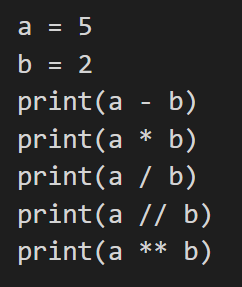 a = 5
b = 2
print(a - b)
print(a * b)
print(a / b)
print(a // b)
print(a ** b)